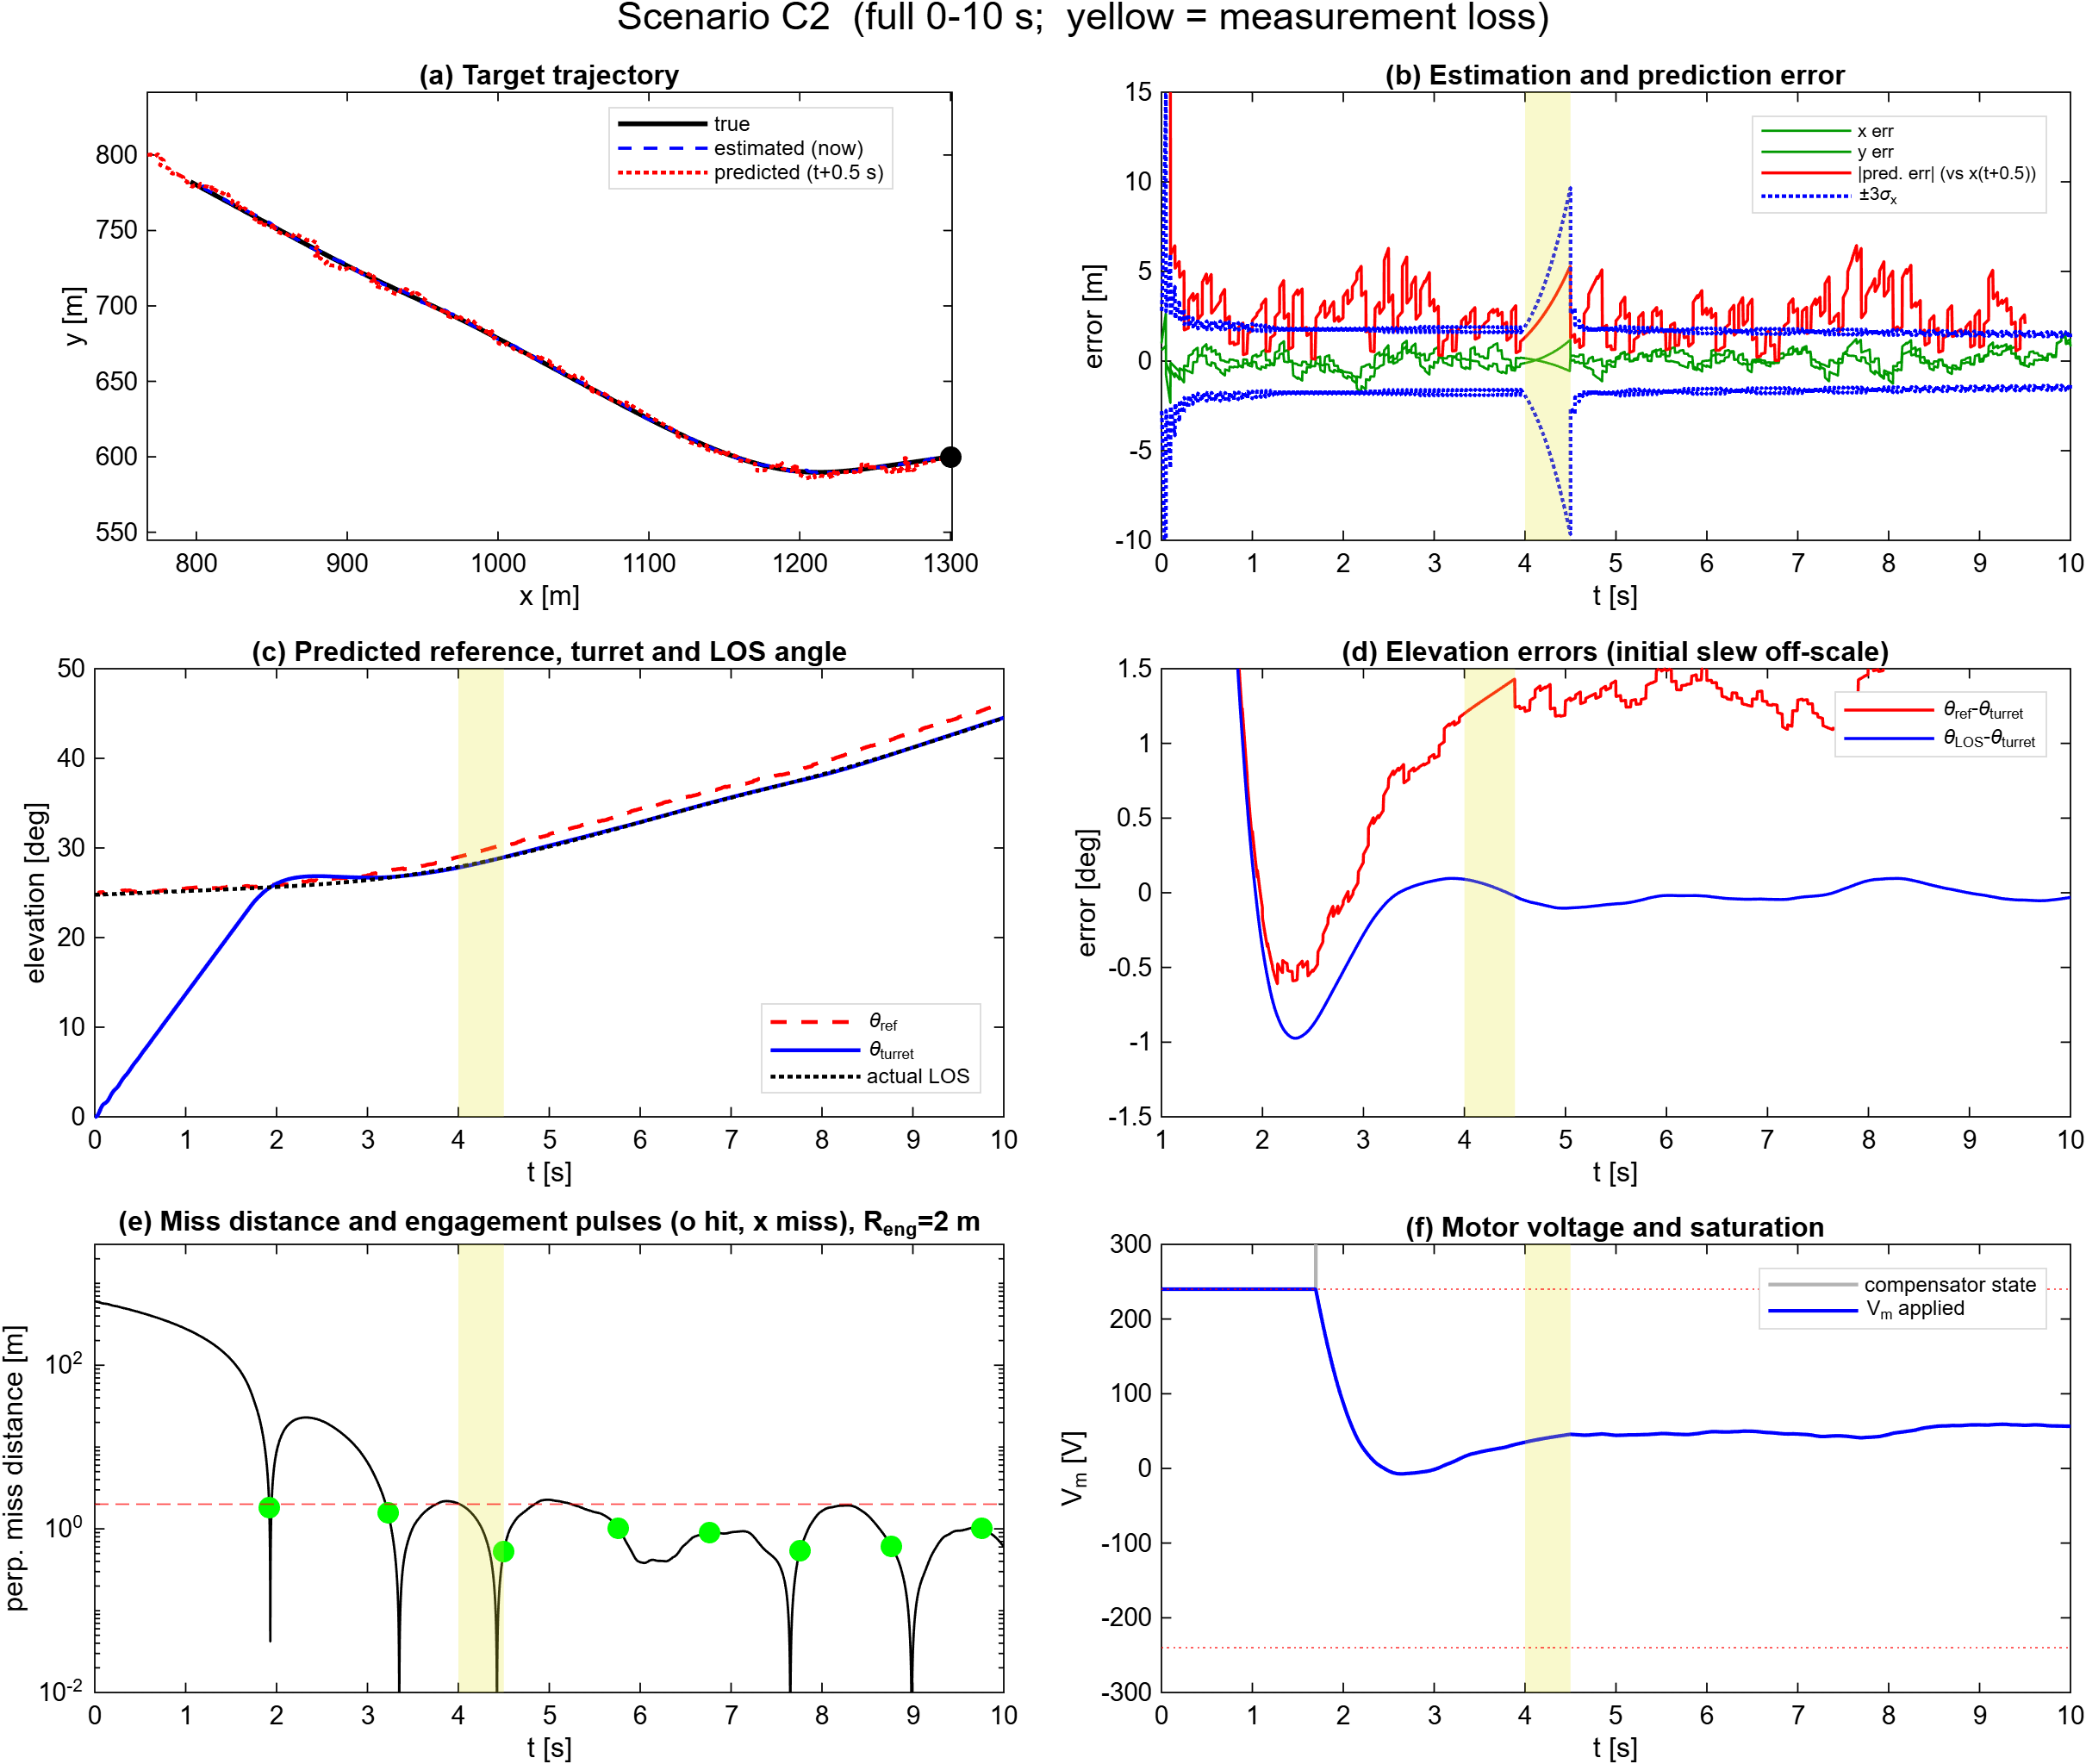 Scenario C2  (full 0-10 s;  yellow = measurement loss)
(a) Target trajectory
y [m]
800
750
700
650
600
550
true
estimated (now)
predicted (t+0.5 s)
800 900 1000 1100 1200 1300
x [m]
(b) Estimation and prediction error
error [m]
15
10
5
0
-5
-10
x err
y err
|pred. err| (vs x(t+0.5))
±3σx
0 1 2 3 4 5 6 7 8 9 10
t [s]
(c) Predicted reference, turret and LOS angle
elevation [deg]
50
40
30
20
10
0
θref
θturret
actual LOS
0 1 2 3 4 5 6 7 8 9 10
t [s]
(d) Elevation errors (initial slew off-scale)
error [deg]
1.5
1
0.5
0
-0.5
-1
-1.5
θref-θturret
θLOS-θturret
1 2 3 4 5 6 7 8 9 10
t [s]
(e) Miss distance and engagement pulses (o hit, x miss), Reng=2 m
perp. miss distance [m]
10²
10⁰
10⁻²
0 1 2 3 4 5 6 7 8 9 10
t [s]
(f) Motor voltage and saturation
Vm [V]
300
200
100
0
-100
-200
-300
compensator state
Vm applied
0 1 2 3 4 5 6 7 8 9 10
t [s]